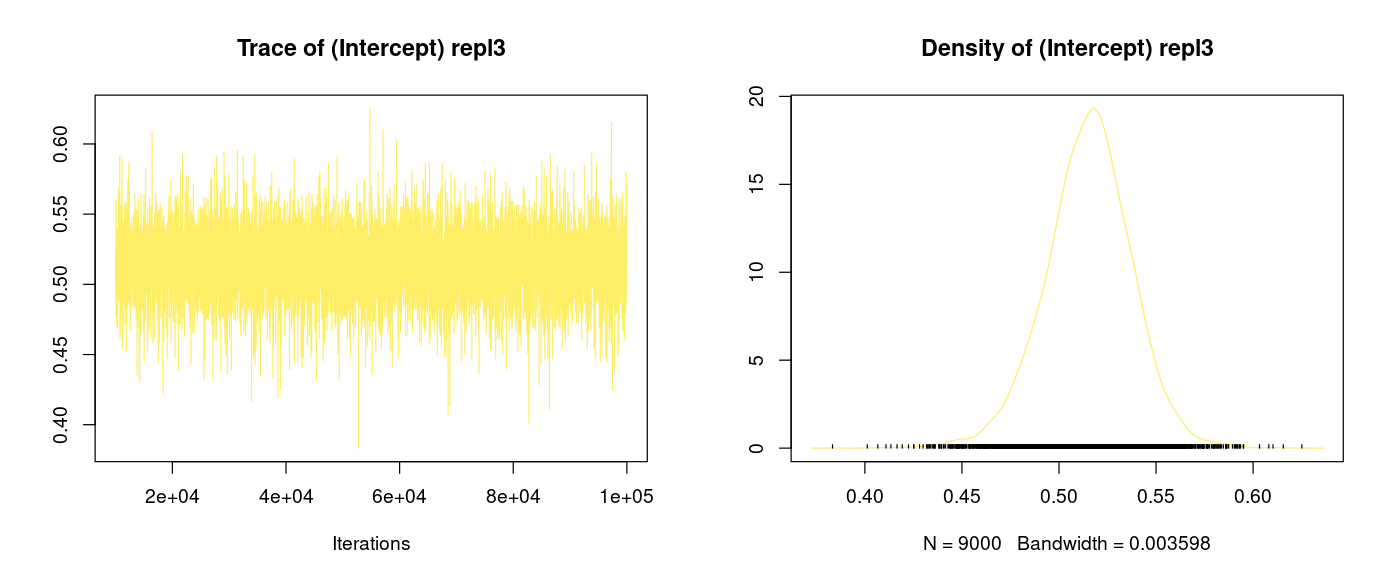 Trace of (Intercept) repl3
0.60
0.55
0.50
0.45
0.40
2e+04 4e+04 6e+04 8e+04 1e+05
Iterations
Density of (Intercept) repl3
20
15
10
5
0
0.40 0.45 0.50 0.55 0.60
N = 9000 Bandwidth = 0.003598